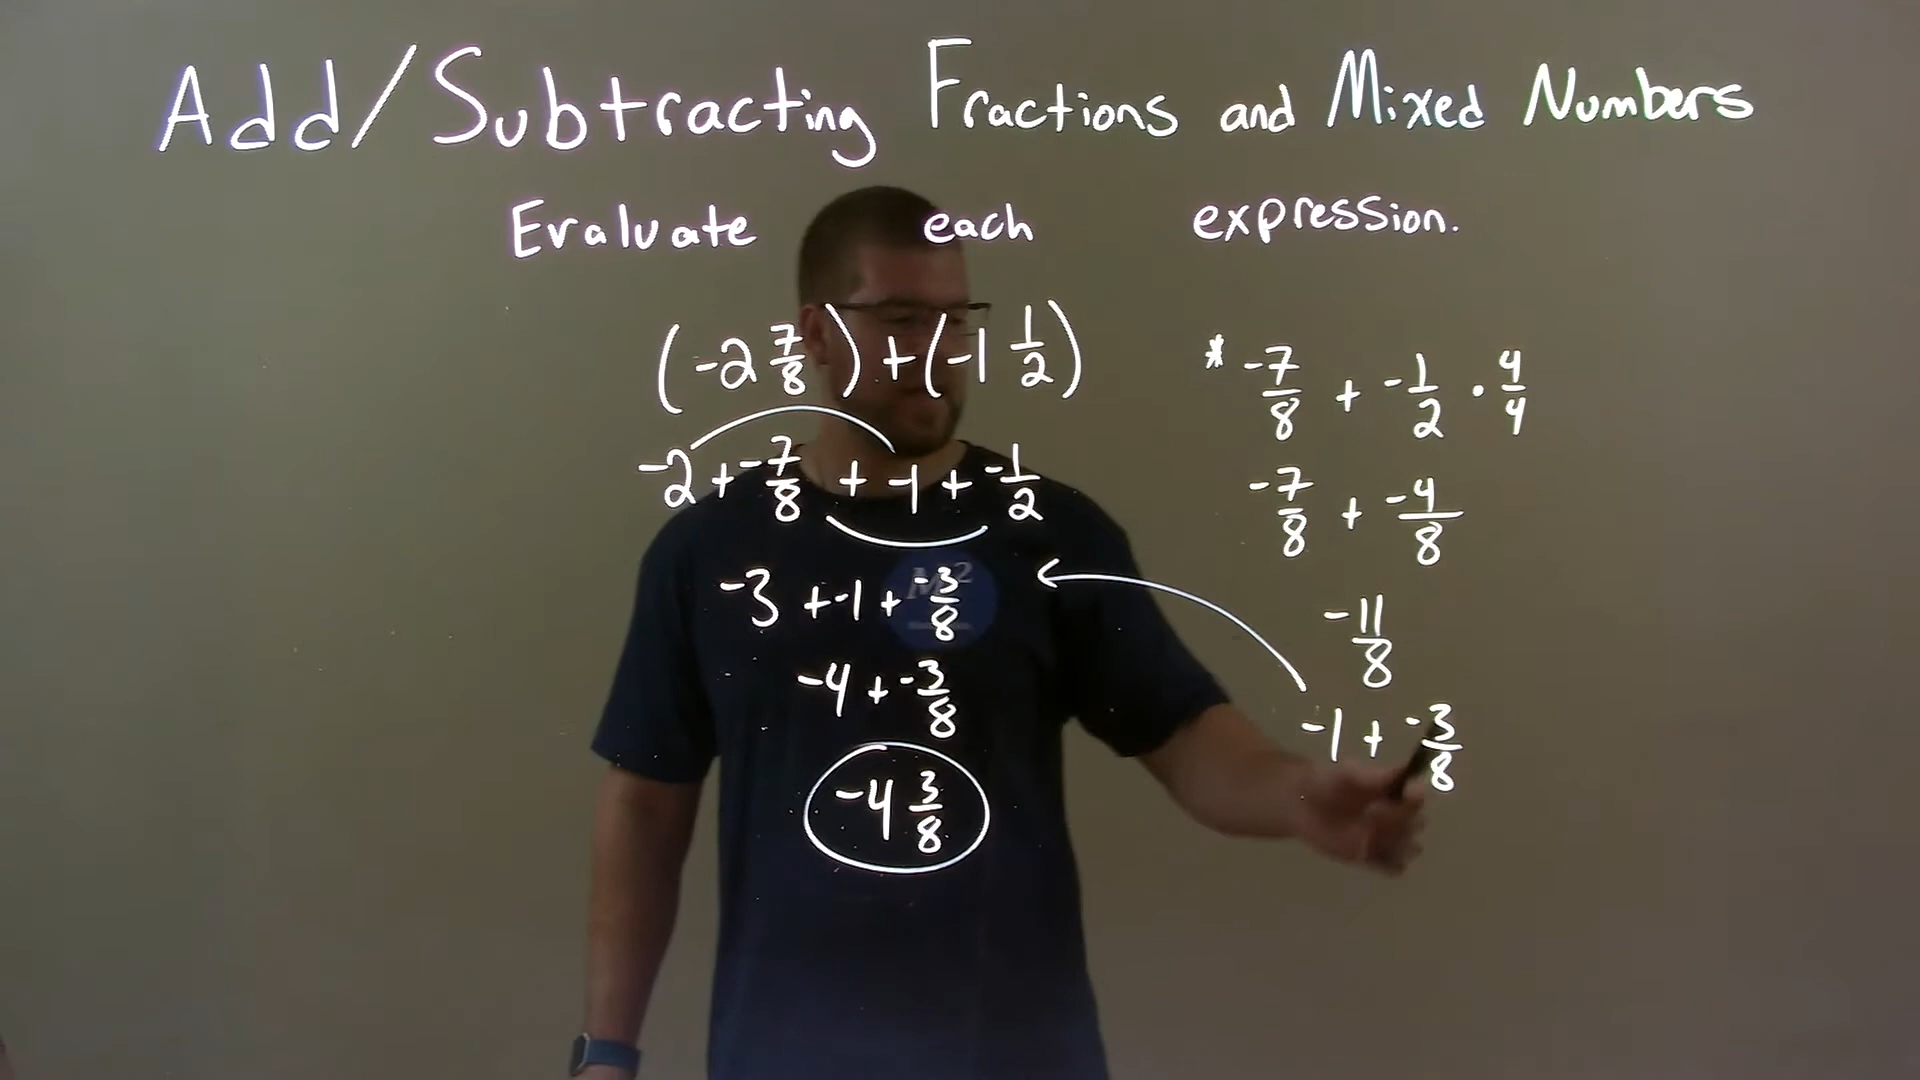 Add/Subtracting Fractions and Mixed Numbers
Evaluate each expression.
(-2 7/8) + (-1 1/2)
-2 + -7/8 + -1 + -1/2
-3 + -1 + -3/8
-4 + -3/8
-4 3/8
* -7/8 + -1/2 · 4/4
-7/8 + -4/8
-11/8
-1 + -3/8
M²